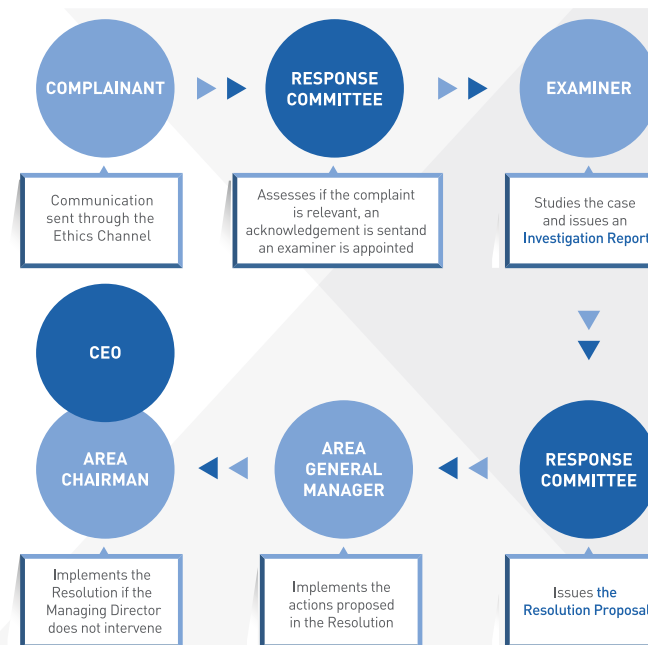 COMPLAINANT
RESPONSE
COMMITTEE
EXAMINER
Communication
sent through the
Ethics Channel
Assesses if the complaint
is relevant, an
acknowledgement is sentand
an examiner is appointed
Studies the case
and issues an
Investigation Report
CEO
AREA
CHAIRMAN
AREA
GENERAL
MANAGER
RESPONSE
COMMITTEE
Implements the
Resolution if the
Managing Director
does not intervene
Implements the
actions proposed
in the Resolution
Issues the
Resolution Proposal